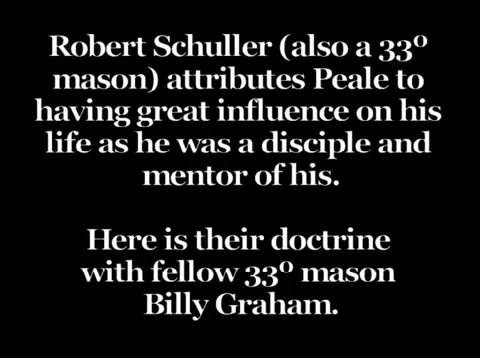 Robert Schuller (also a 33º
mason) attributes Peale to
having great influence on his
life as he was a disciple and
mentor of his.
Here is their doctrine
with fellow 33º mason
Billy Graham.